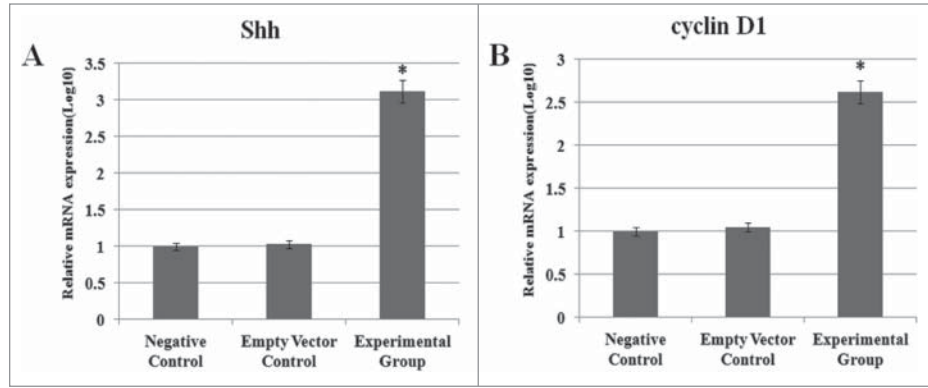 A
Shh
Relative mRNA expression(Log10)
3.5
3
2.5
2
1.5
1
0.5
0
*
Negative Control
Empty Vector Control
Experimental Group
B
cyclin D1
Relative mRNA expression(Log10)
3
2.5
2
1.5
1
0.5
0
*
Negative Control
Empty Vector Control
Experimental Group